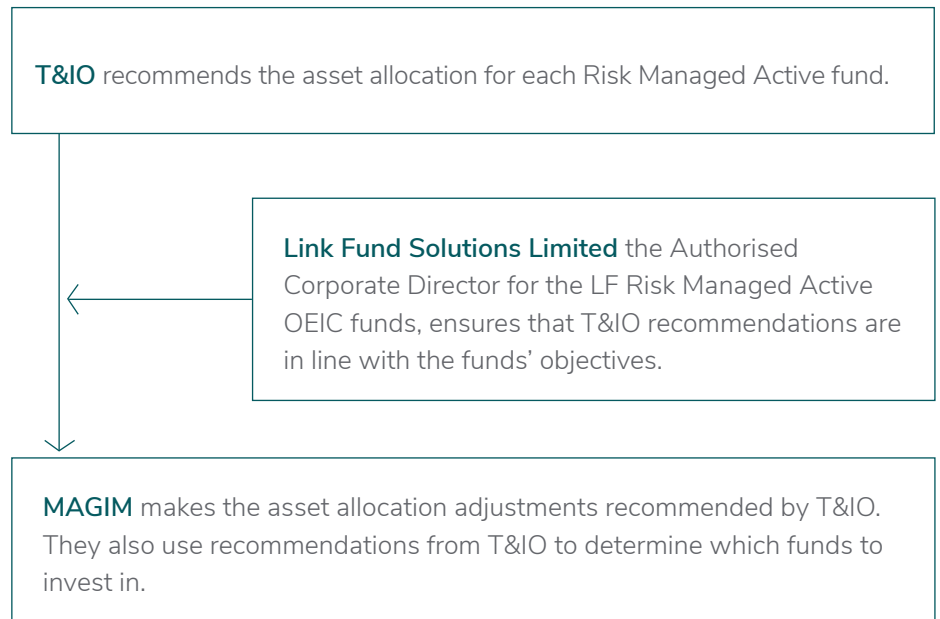 T&IO recommends the asset allocation for each Risk Managed Active fund.
Link Fund Solutions Limited the Authorised
Corporate Director for the LF Risk Managed Active
OEIC funds, ensures that T&IO recommendations are
in line with the funds’ objectives.
MAGIM makes the asset allocation adjustments recommended by T&IO.
They also use recommendations from T&IO to determine which funds to
invest in.